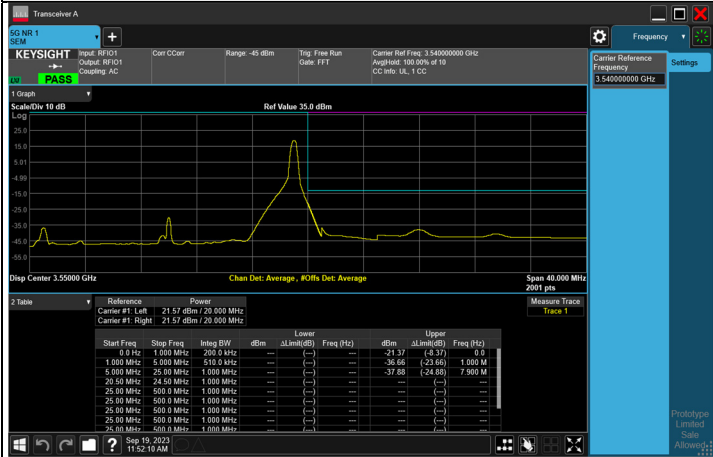 Transceiver A
5G NR 1
SEM
Frequency
KEYSIGHT Input: RFIO1 Corr CCorr Range: -45 dBm Trig: Free Run Carrier Ref Freq: 3.540000000 GHz
Output: RFIO1 Gate: FFT Avg|Hold: 100.00% of 10
Coupling: AC CC Info: UL, 1 CC
LU PASS
Carrier Reference
Frequency
3.540000000 GHz
Settings
1 Graph
Scale/Div 10 dB Ref Value 35.0 dBm
Log
25.0
15.0
5.01
-4.99
-15.0
-25.0
-35.0
-45.0
-55.0
Disp Center 3.55000 GHz Chan Det: Average , #Offs Det: Average Span 40.000 MHz
2001 pts
2 Table
Measure Trace
Trace 1
Reference Power
Carrier #1: Left 21.57 dBm / 20.000 MHz
Carrier #1: Right 21.57 dBm / 20.000 MHz
Lower Upper
Start Freq Stop Freq Integ BW dBm ΔLimit(dB) Freq (Hz) dBm ΔLimit(dB) Freq (Hz)
0.0 Hz 1.000 MHz 200.0 kHz --- (---) --- -21.37 (-8.37) 0.0
1.000 MHz 5.000 MHz 510.0 kHz --- (---) --- -36.66 (-23.66) 1.000 M
5.000 MHz 25.00 MHz 1.000 MHz --- (---) --- -37.88 (-24.88) 7.900 M
20.50 MHz 24.50 MHz 1.000 MHz --- (---) --- --- (---) ---
25.00 MHz 500.0 MHz 1.000 MHz --- (---) --- --- (---) ---
25.00 MHz 500.0 MHz 1.000 MHz --- (---) --- --- (---) ---
25.00 MHz 500.0 MHz 1.000 MHz --- (---) --- --- (---) ---
25.00 MHz 500.0 MHz 1.000 MHz --- (---) --- --- (---) ---
25.00 MHz 500.0 MHz 1.000 MHz --- (---) --- --- (---) ---
Prototype
Limited
Sale
Allowed
Sep 19, 2023
11:52:10 AM